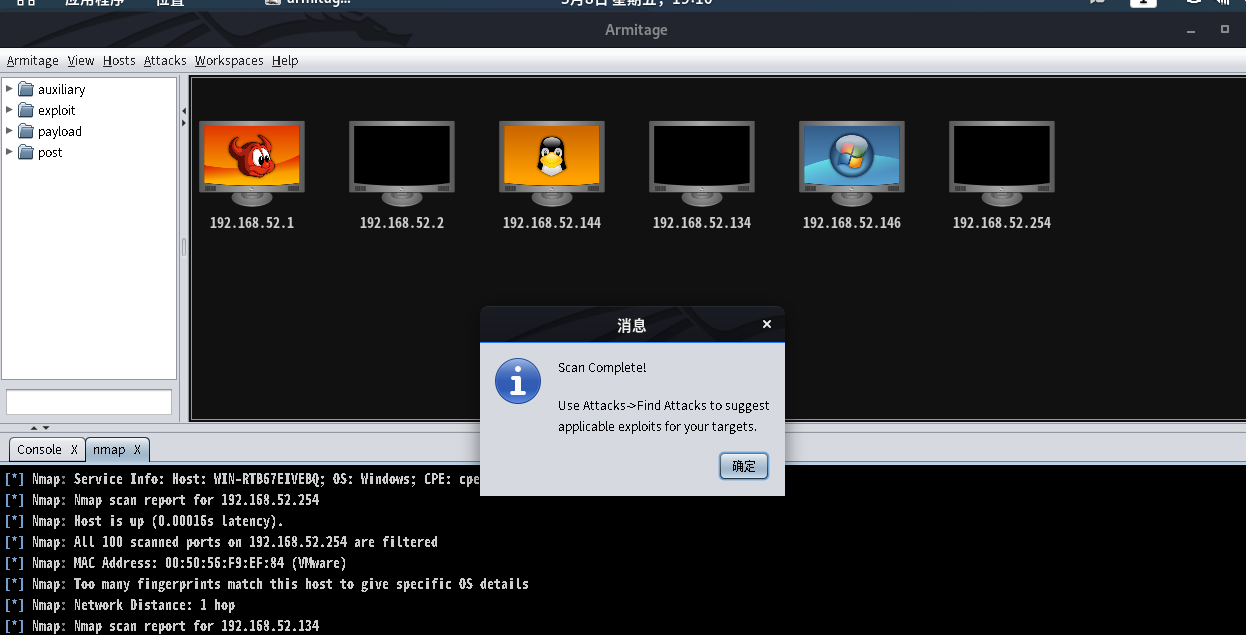 应用程序 位置 armitag...
5月8日 星期五，19:10 1
Armitage
Armitage View Hosts Attacks Workspaces Help
auxiliary
exploit
payload
post
192.168.52.1 192.168.52.2 192.168.52.144 192.168.52.134 192.168.52.146 192.168.52.254
消息
Scan Complete!
Use Attacks->Find Attacks to suggest
applicable exploits for your targets.
确定
Console X nmap X
[*] Nmap: Service Info: Host: WIN-RTB67EIVEBQ; OS: Windows; CPE: cpe
[*] Nmap: Nmap scan report for 192.168.52.254
[*] Nmap: Host is up (0.00016s latency).
[*] Nmap: All 100 scanned ports on 192.168.52.254 are filtered
[*] Nmap: MAC Address: 00:50:56:F9:EF:84 (VMware)
[*] Nmap: Too many fingerprints match this host to give specific OS details
[*] Nmap: Network Distance: 1 hop
[*] Nmap: Nmap scan report for 192.168.52.134